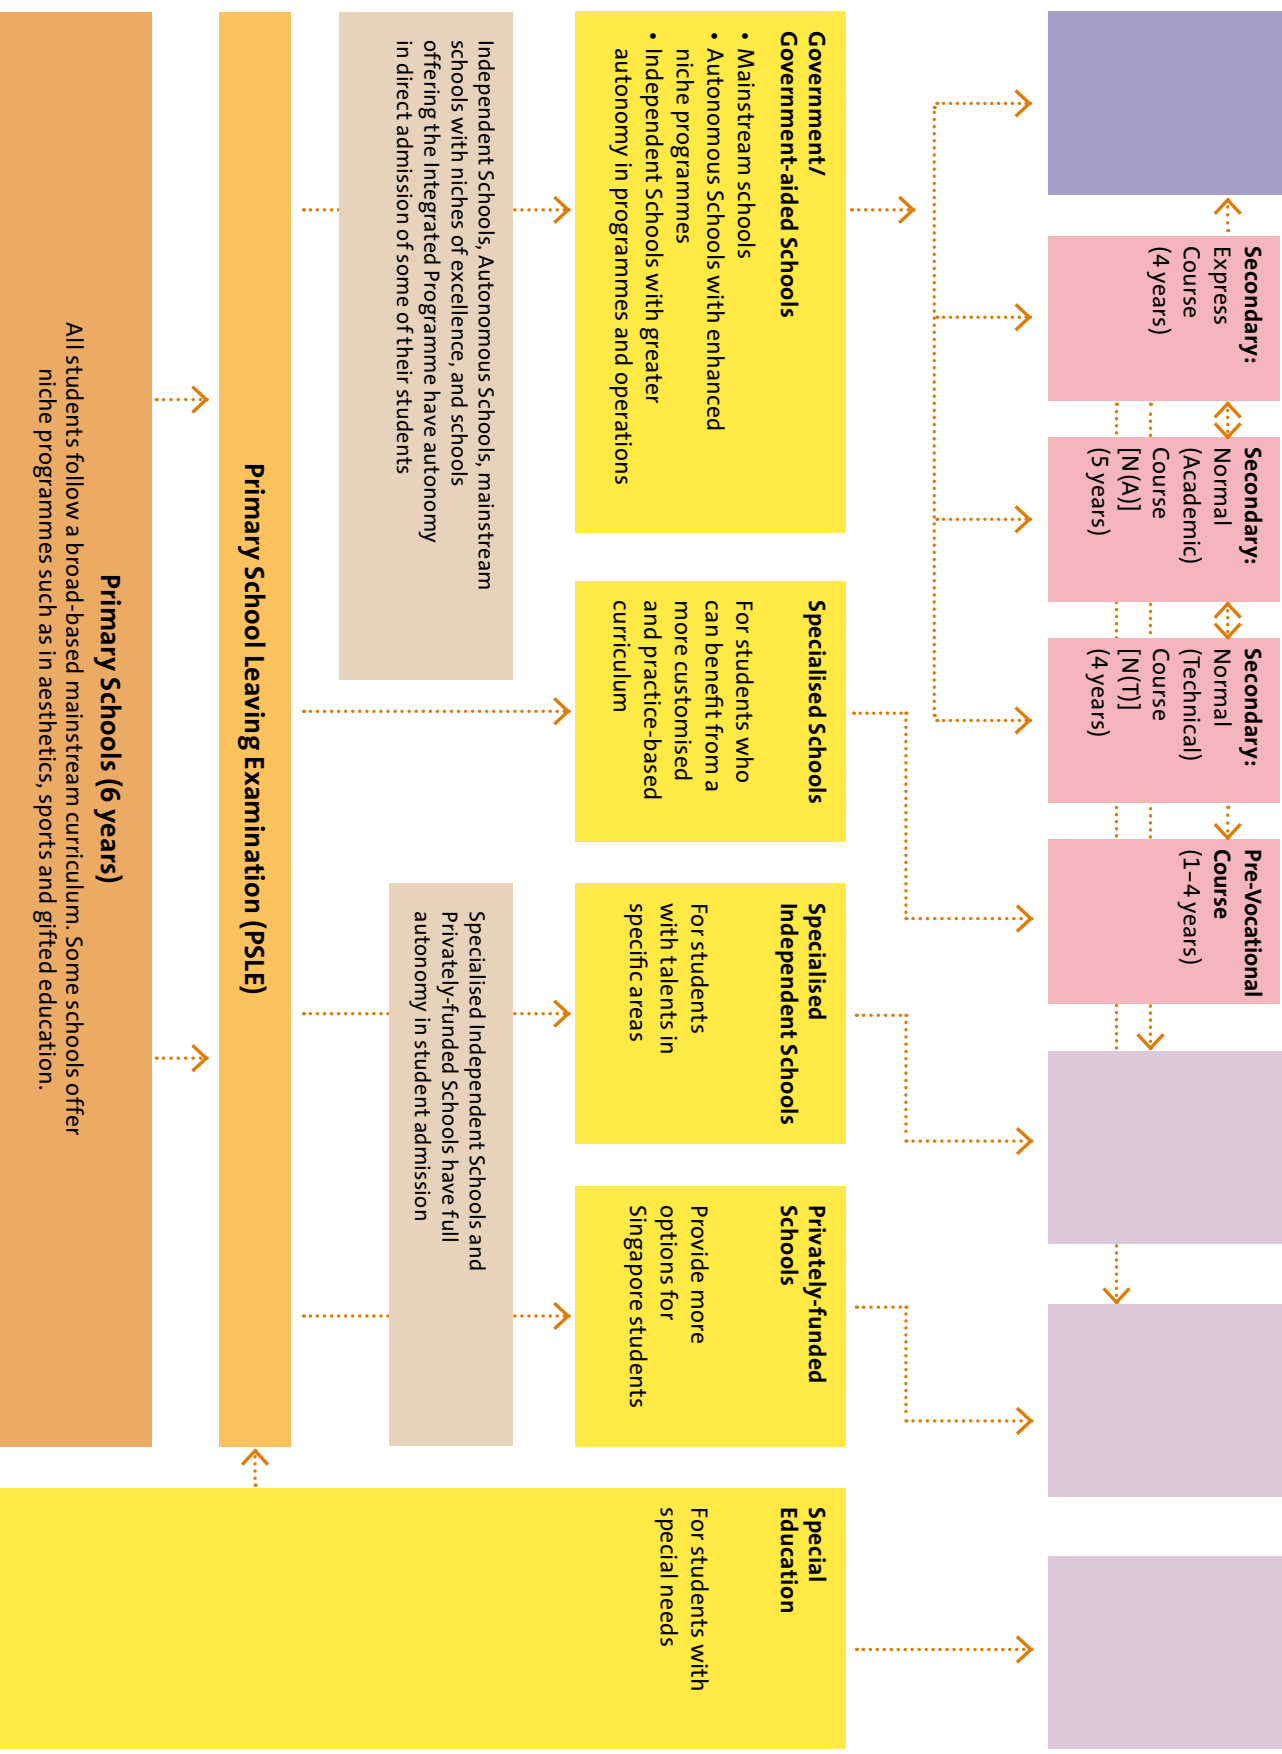 Secondary:
Express
Course
(4 years)
Secondary:
Normal
(Academic)
Course
[N(A)]
(5 years)
Secondary:
Normal
(Technical)
Course
[N(T)]
(4 years)
Pre-Vocational
Course
(1–4 years)
Government/
Government-aided Schools
• Mainstream schools
• Autonomous Schools with enhanced
niche programmes
• Independent Schools with greater
autonomy in programmes and operations
Specialised Schools
For students who
can benefit from a
more customised
and practice-based
curriculum
Specialised
Independent Schools
For students
with talents in
specific areas
Privately-funded
Schools
Provide more
options for
Singapore students
Special
Education
For students with
special needs
Independent Schools, Autonomous Schools, mainstream
schools with niches of excellence, and schools
offering the Integrated Programme have autonomy
in direct admission of some of their students
Specialised Independent Schools and
Privately-funded Schools have full
autonomy in student admission
Primary School Leaving Examination (PSLE)
Primary Schools (6 years)
All students follow a broad-based mainstream curriculum. Some schools offer
niche programmes such as in aesthetics, sports and gifted education.